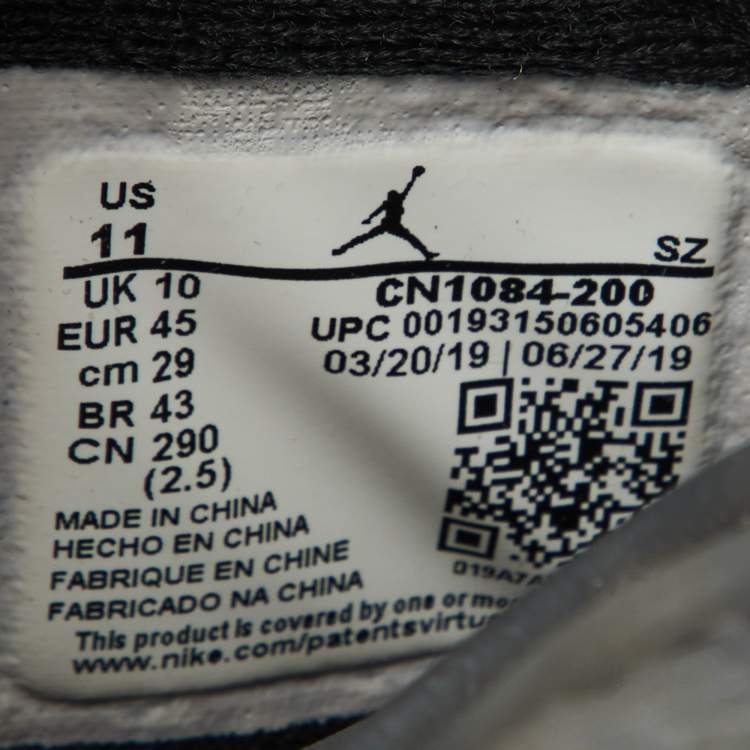 US
11
SZ
UK 10
EUR 45
cm 29
BR 43
CN 290
(2.5)
CN1084-200
UPC 00193150605406
03/20/19 | 06/27/19
MADE IN CHINA
HECHO EN CHINA
FABRIQUE EN CHINE
FABRICADO NA CHINA
This product is covered by one or
www.nike.com/patentsvirtu